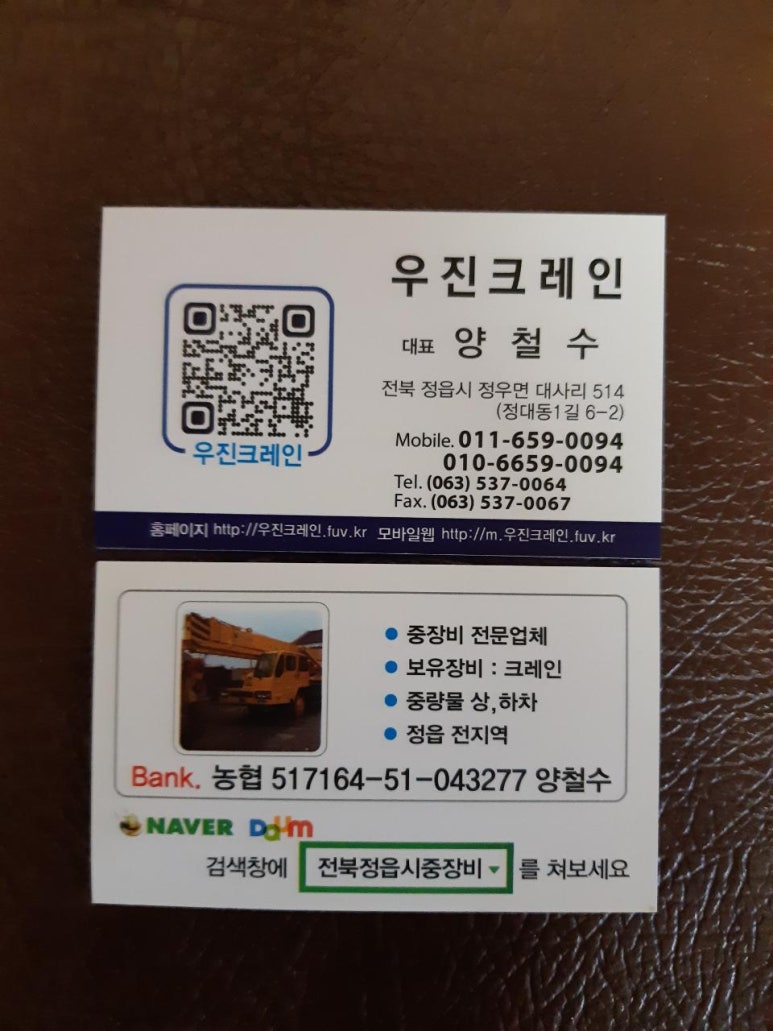 우진크레인
대표 양 철 수
전북 정읍시 정우면 대사리 514
(정대동1길 6-2)
Mobile. 011-659-0094
010-6659-0094
Tel. (063) 537-0064
Fax. (063) 537-0067
우진크레인
홈페이지 http://우진크레인.fuv.kr 모바일웹 http://m.우진크레인.fuv.kr
● 중장비 전문업체
● 보유장비 : 크레인
● 중량물 상,하차
● 정읍 전지역
Bank. 농협 517164-51-043277 양철수
NAVER Daum
검색창에 전북정읍시중장비 를 쳐보세요